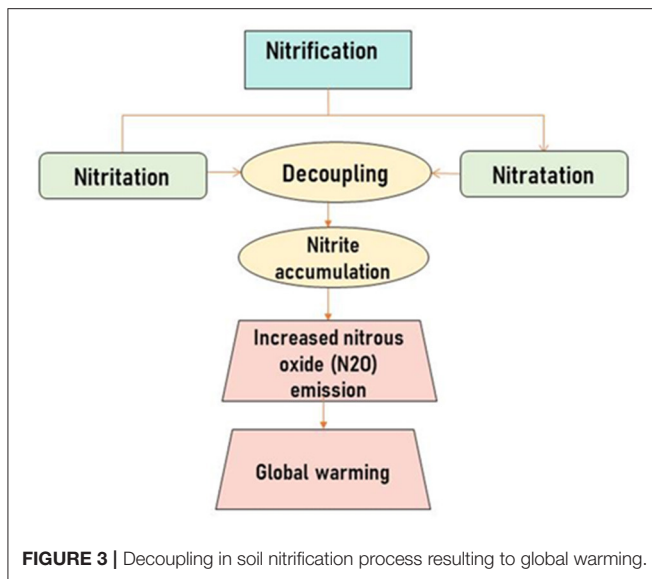 Nitrification
Nitritation
Decoupling
Nitratation
Nitrite
accumulation
Increased nitrous
oxide (N2O)
emission
Global warming
FIGURE 3 | Decoupling in soil nitrification process resulting to global warming.